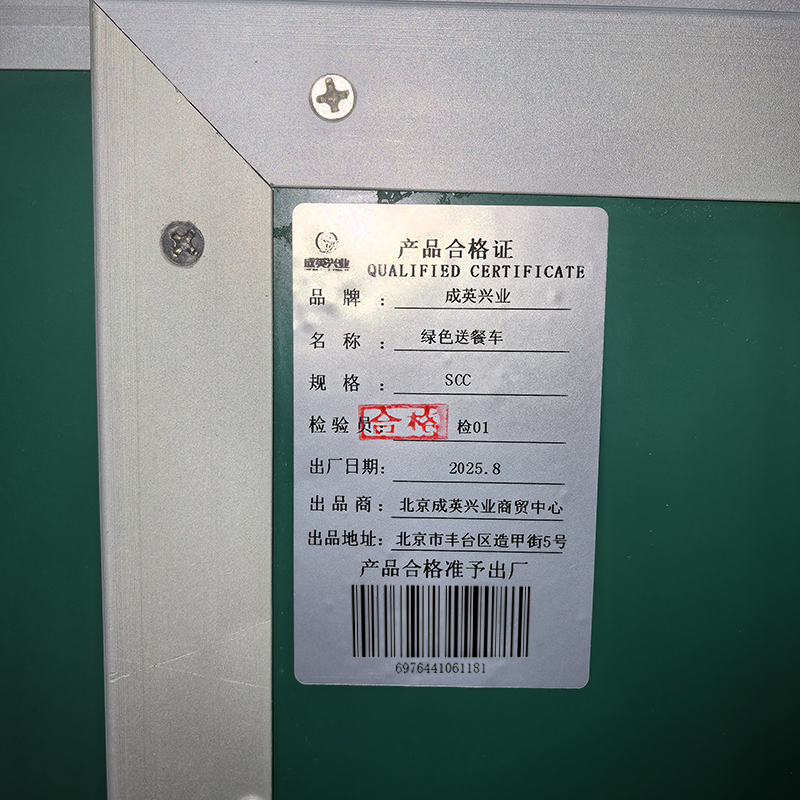 成英兴业
产品合格证
QUALIFIED CERTIFICATE
品牌：成英兴业
名称：绿色送餐车
规格：SCC
检验员：检01
合格
出厂日期：2025.8
出品商：北京成英兴业商贸中心
出品地址：北京市丰台区造甲街5号
产品合格准予出厂
6976441061181